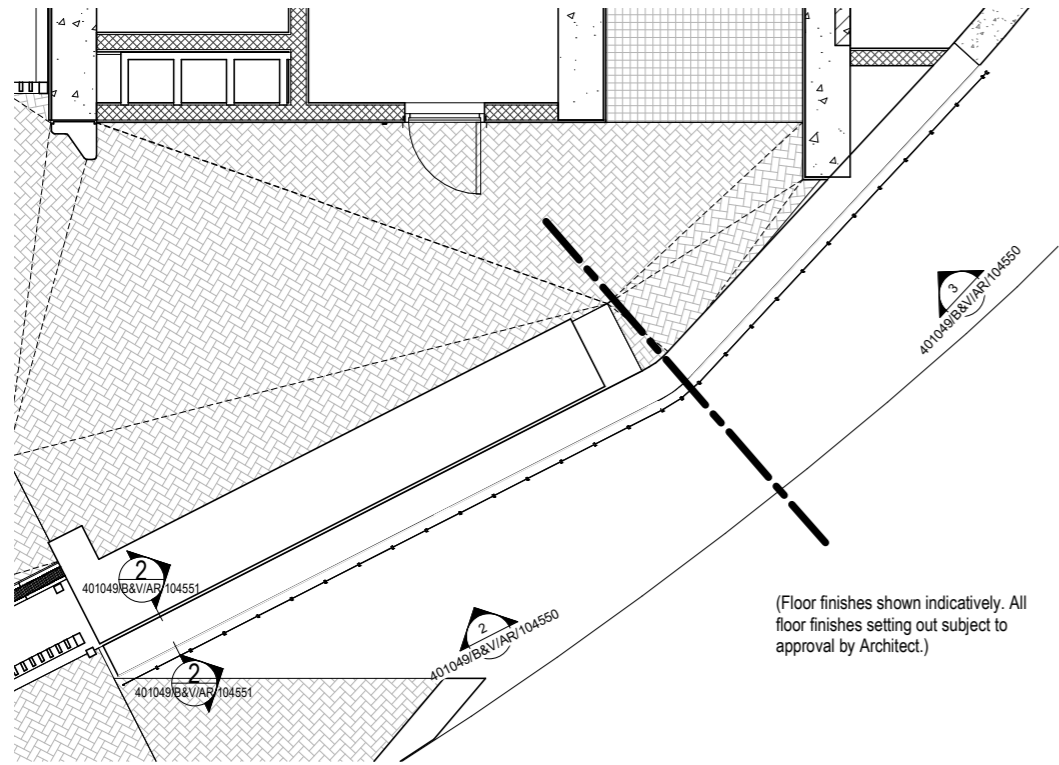 3
401049/B&V/AR/104550
2
401049/B&V/AR/104551
2
401049/B&V/AR/104550
(Floor finishes shown indicatively. All
floor finishes setting out subject to
approval by Architect.)
2
401049/B&V/AR/104551